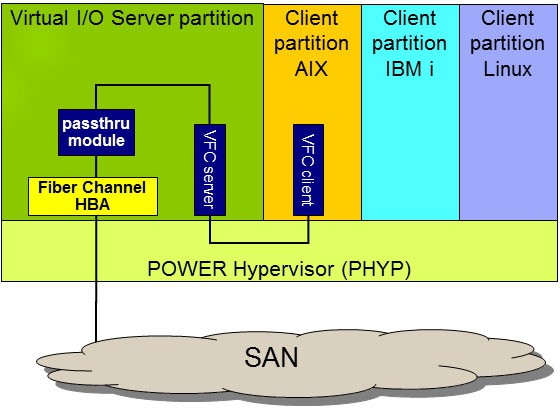 Virtual I/O Server partition
Client
partition
AIX
Client
partition
IBM i
Client
partition
Linux
passthru
module
Fiber Channel
HBA
VFC server
VFC client
POWER Hypervisor (PHYP)
SAN